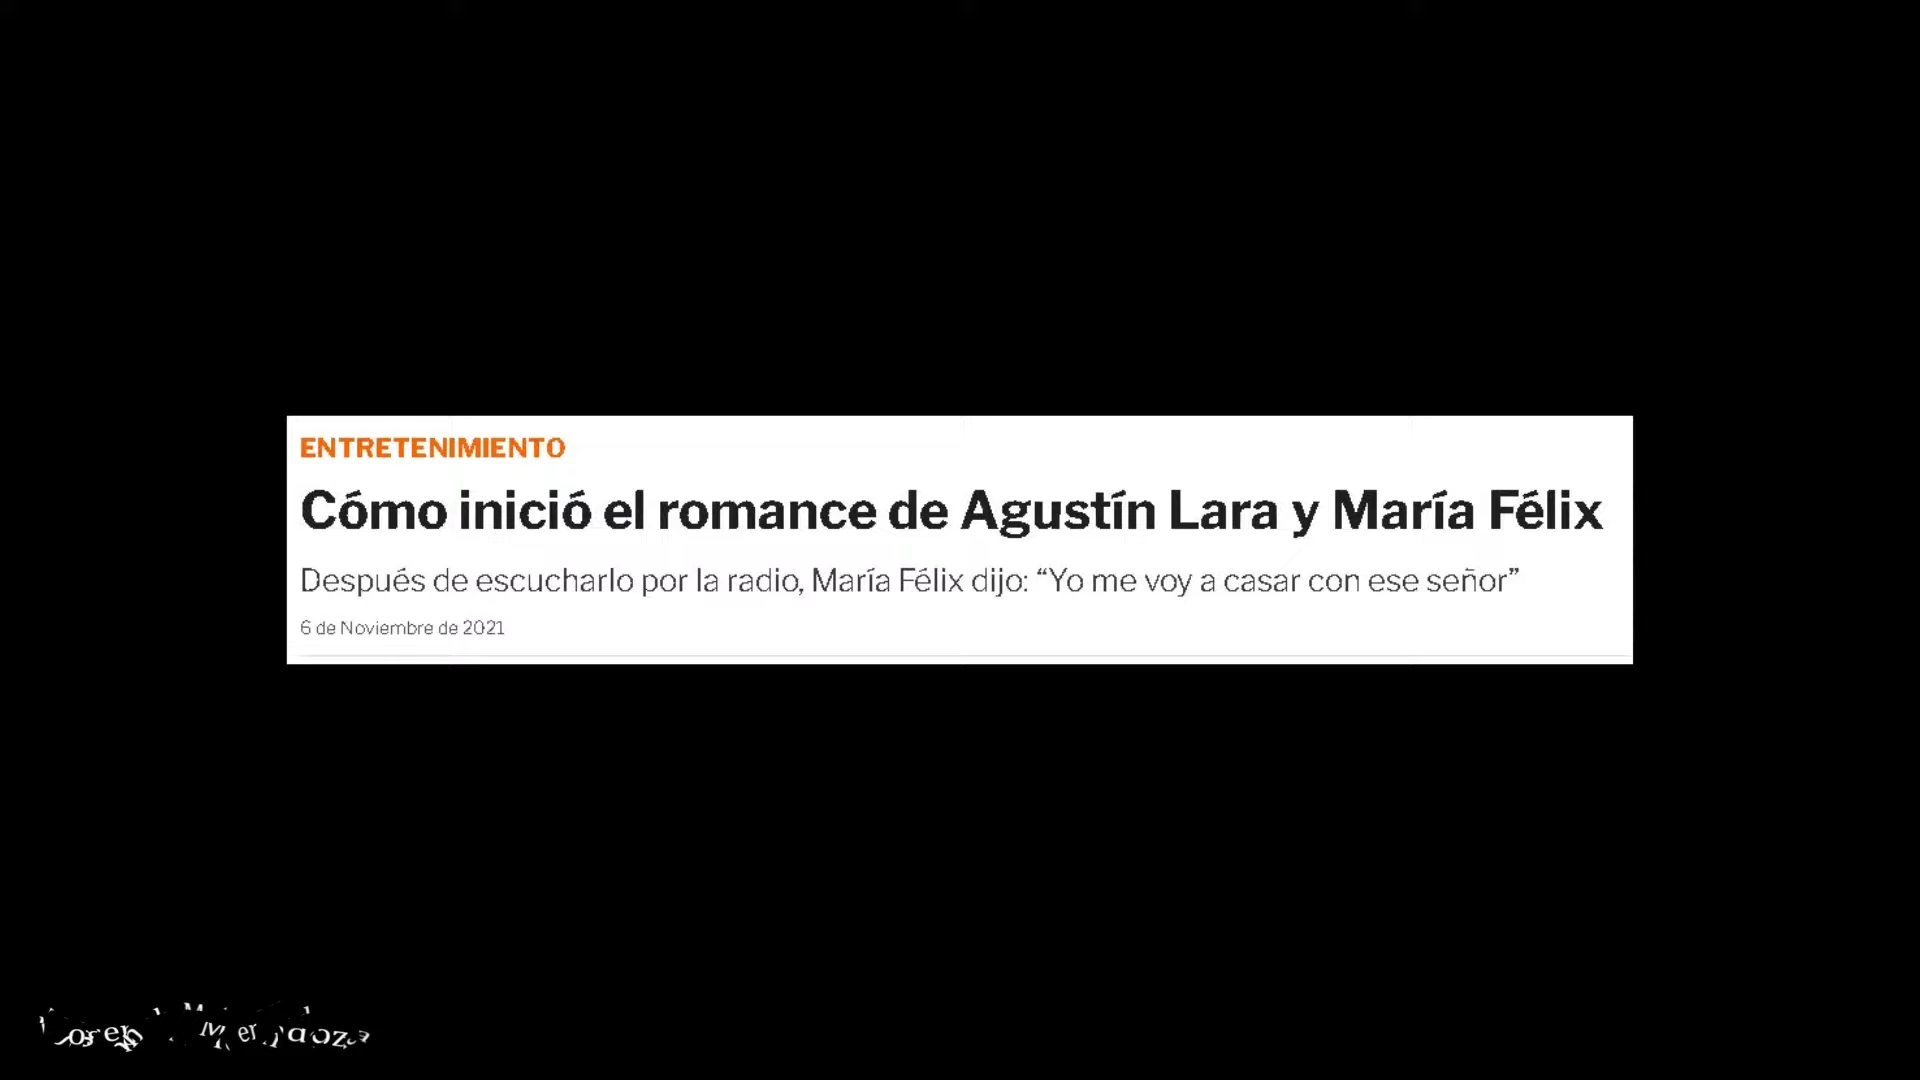 ENTRETENIMIENTO
Cómo inició el romance de Agustín Lara y María Félix
Después de escucharlo por la radio, María Félix dijo: “Yo me voy a casar con ese señor”
6 de Noviembre de 2021